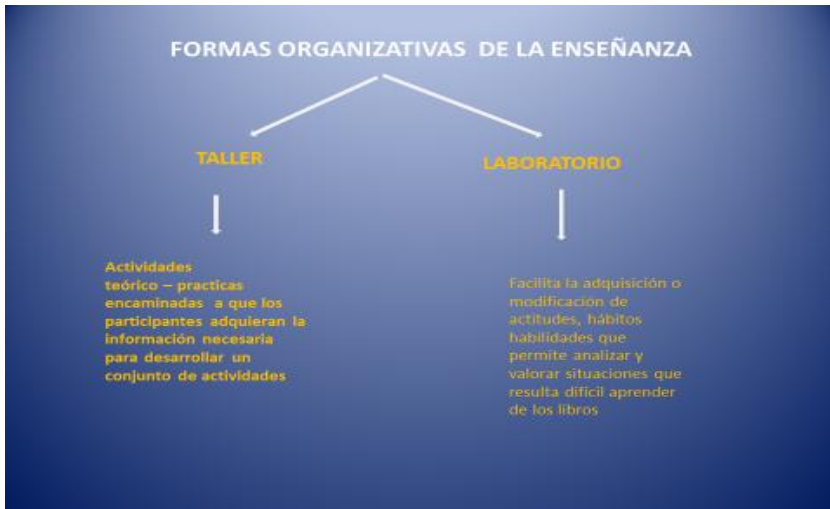 FORMAS ORGANIZATIVAS DE LA ENSEÑANZA
TALLER
LABORATORIO
Actividades
teórico – practicas
encaminadas a que los
participantes adquieran la
información necesaria
para desarrollar un
conjunto de actividades
Facilita la adquisición o
modificación de
actitudes, hábitos
habilidades que
permite analizar y
valorar situaciones que
resulta difícil aprender
de los libros